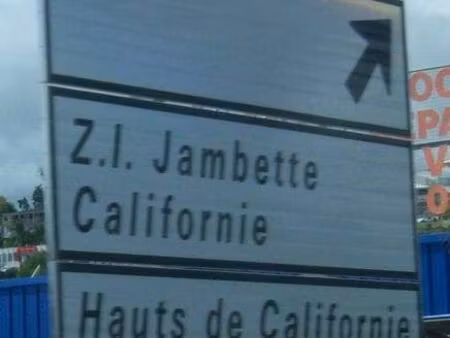 Z.I. Jambette
Californie
Hauts de Californie